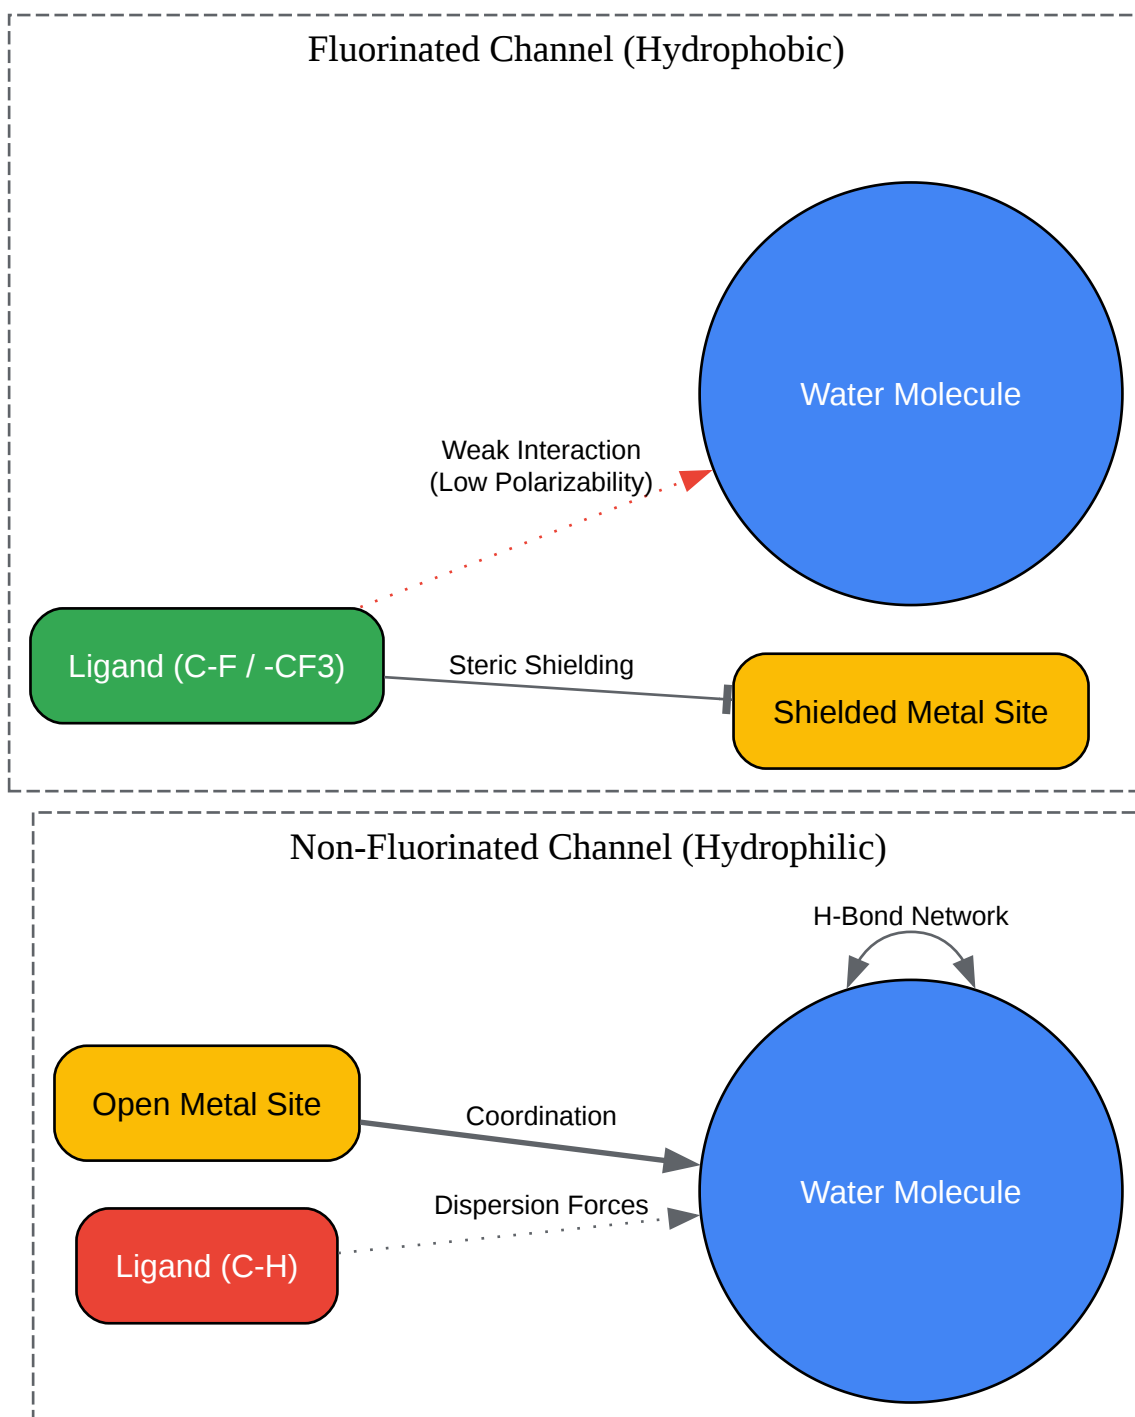 Fluorinated Channel (Hydrophobic)
Water Molecule
Weak Interaction
(Low Polarizability)
Ligand (C-F / -CF3)
Steric Shielding
Shielded Metal Site
Non-Fluorinated Channel (Hydrophilic)
H-Bond Network
Open Metal Site
Coordination
Water Molecule
Dispersion Forces
Ligand (C-H)